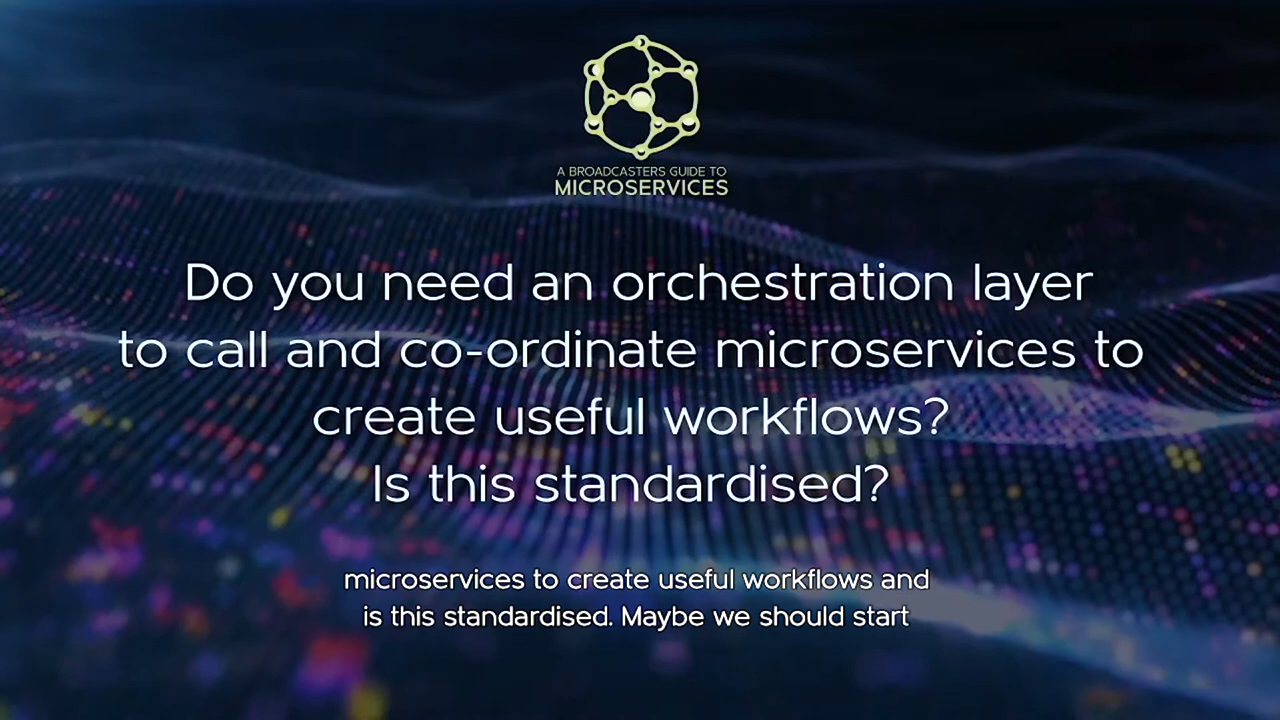 A BROADCASTERS GUIDE TO
MICROSERVICES
Do you need an orchestration layer
to call and co-ordinate microservices to
create useful workflows?
Is this standardised?
microservices to create useful workflows and
is this standardised. Maybe we should start